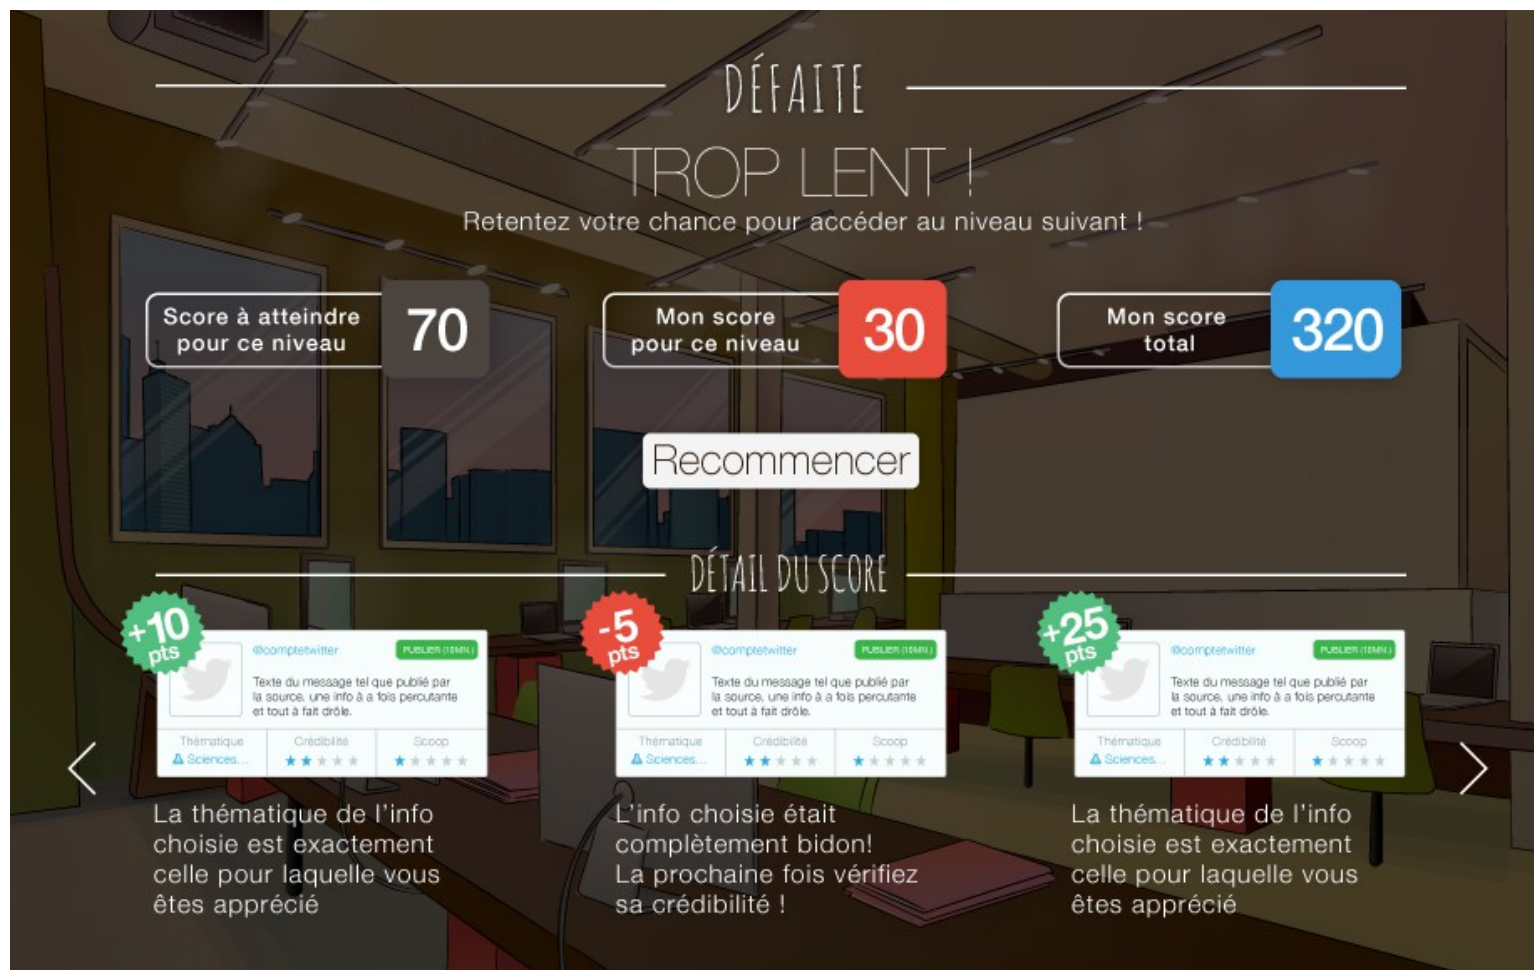 DÉFAITE
TROP LENT !
Retentez votre chance pour accéder au niveau suivant !
Score à atteindre
pour ce niveau
70
Mon score
pour ce niveau
30
Mon score
total
320
Recommencer
DÉTAIL DU SCORE
+10
pts
@comptetwitter
PUBLIER (10MN.)
Texte du message tel que publié par
la source, une info à a fois percutante
et tout à fait drôle.
Thématique
Crédibilité
Scoop
Sciences...
La thématique de l'info
choisie est exactement
celle pour laquelle vous
êtes apprécié
-5
pts
@comptetwitter
PUBLIER (10MN.)
Texte du message tel que publié par
la source, une info à a fois percutante
et tout à fait drôle.
Thématique
Crédibilité
Scoop
Sciences...
L'info choisie était
complètement bidon!
La prochaine fois vérifiez
sa crédibilité !
+25
pts
@comptetwitter
PUBLIER (10MN.)
Texte du message tel que publié par
la source, une info à a fois percutante
et tout à fait drôle.
Thématique
Crédibilité
Scoop
Sciences...
La thématique de l'info
choisie est exactement
celle pour laquelle vous
êtes apprécié